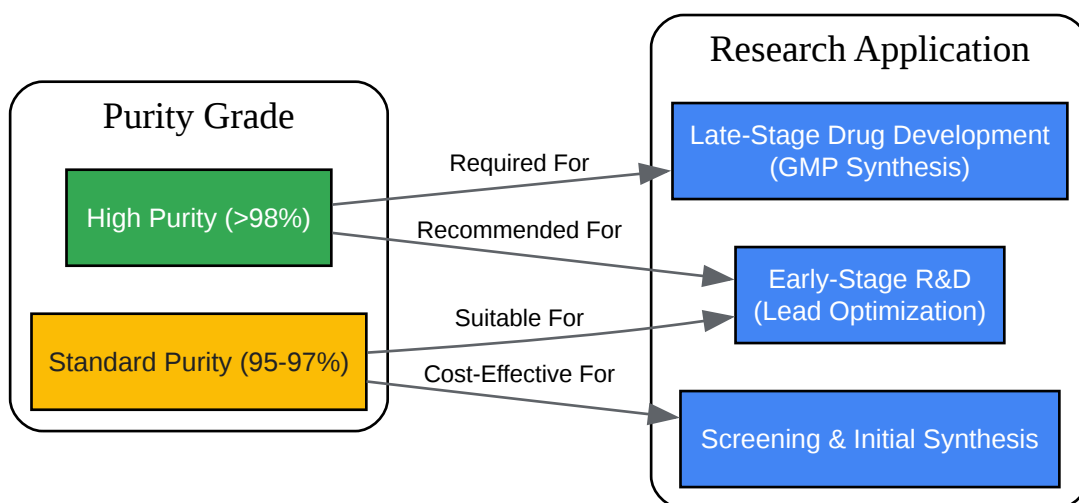 Purity Grade
High Purity (>98%)
Standard Purity (95-97%)
Required For
Recommended For
Suitable For
Cost-Effective For
Research Application
Late-Stage Drug Development
(GMP Synthesis)
Early-Stage R&D
(Lead Optimization)
Screening & Initial Synthesis